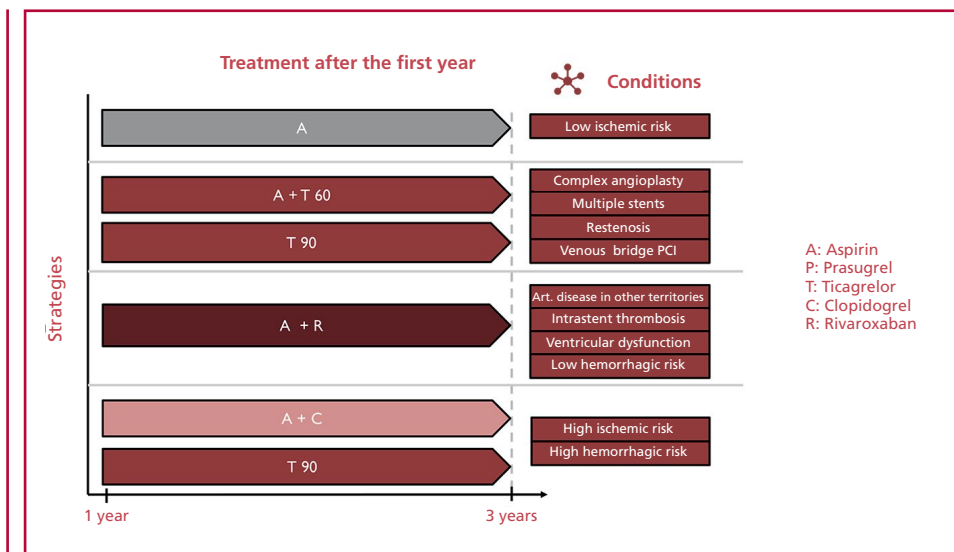 Treatment after the first year
Conditions
Strategies
A
Low ischemic risk
A + T 60
T 90
Complex angioplasty
Multiple stents
Restenosis
Venous bridge PCI
A + R
Art. disease in other territories
Intrastent thrombosis
Ventricular dysfunction
Low hemorrhagic risk
A + C
T 90
High ischemic risk
High hemorrhagic risk
1 year
3 years
A: Aspirin
P: Prasugrel
T: Ticagrelor
C: Clopidogrel
R: Rivaroxaban